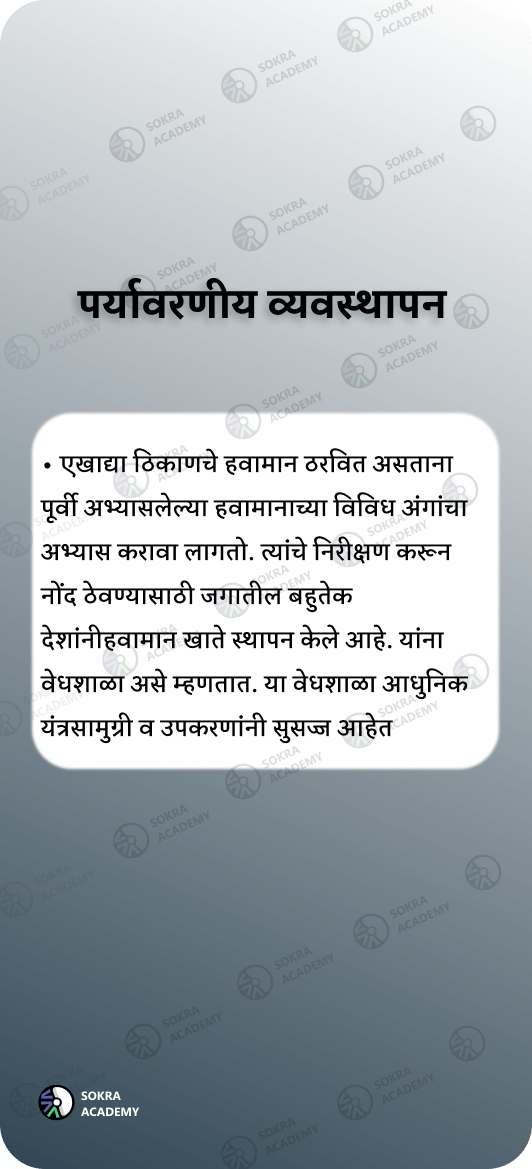 पर्यावरणीय व्यवस्थापन
• एखाद्या ठिकाणचे हवामान ठरवित असताना
पूर्वी अभ्यासलेल्या हवामानाच्या विविध अंगांचा
अभ्यास करावा लागतो. त्यांचे निरीक्षण करून
नोंद ठेवण्यासाठी जगातील बहुतेक
देशांनीहवामान खाते स्थापन केले आहे. यांना
वेधशाळा असे म्हणतात. या वेधशाळा आधुनिक
यंत्रसामुग्री व उपकरणांनी सुसज्ज आहेत
SOKRA
ACADEMY